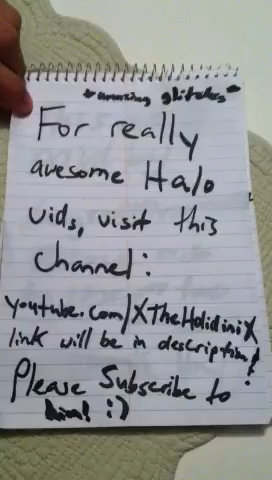 * amazing glitches *
For really
awesome Halo
vids, visit this
channel:
youtube.com/XTheHolidiniX
link will be in description!
Please Subscribe to
him! :)